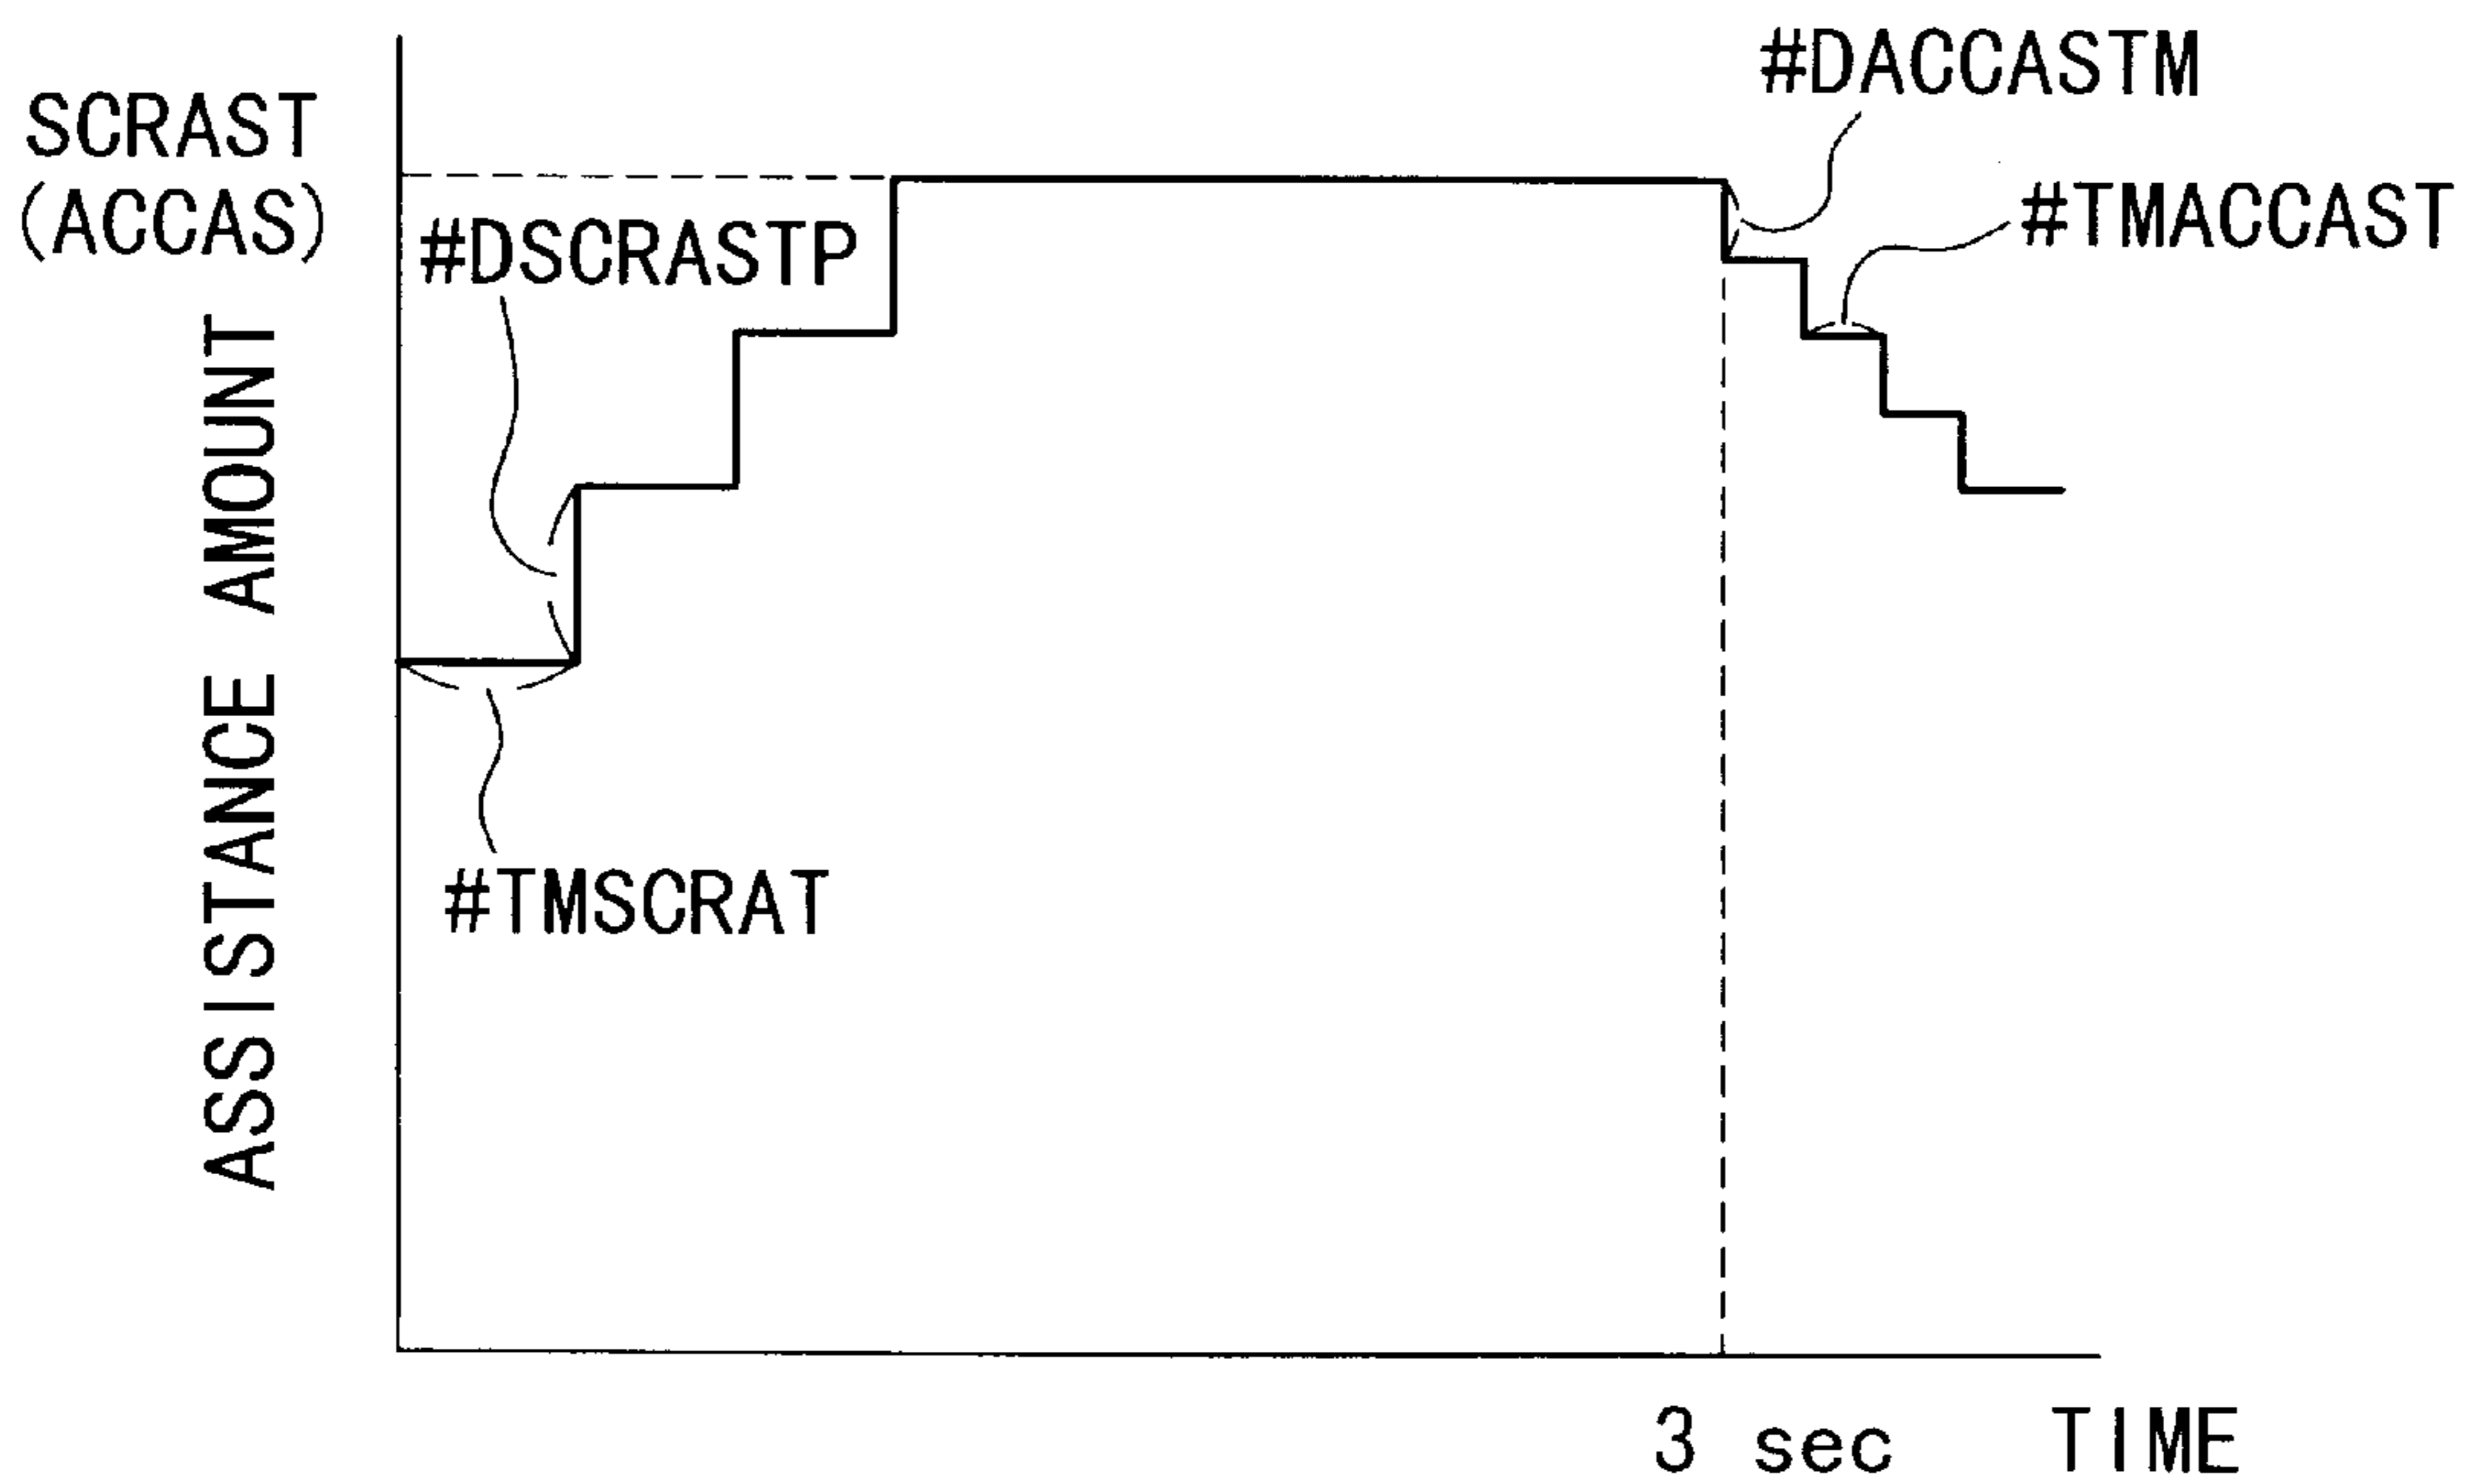 #DACCASTM
SCRAST
(ACCAS)
#TMACCAST
#DSCRASTP
ASSISTANCE AMOUNT
#TMSCRAT
3 sec
TIME